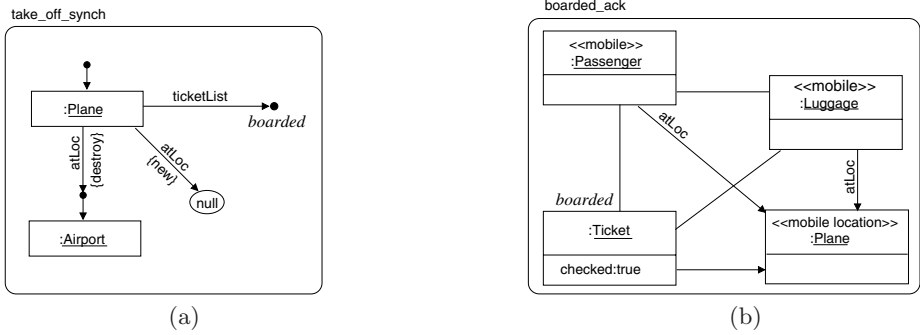 take_off_synch
:Plane
ticketList
boarded
atLoc
{destroy}
atLoc
{new}
null
:Airport
(a)
boarded_ack
<<mobile>>
:Passenger
<<mobile>>
:Luggage
atLoc
atLoc
boarded
:Ticket
checked:true
<<mobile location>>
:Plane
(b)